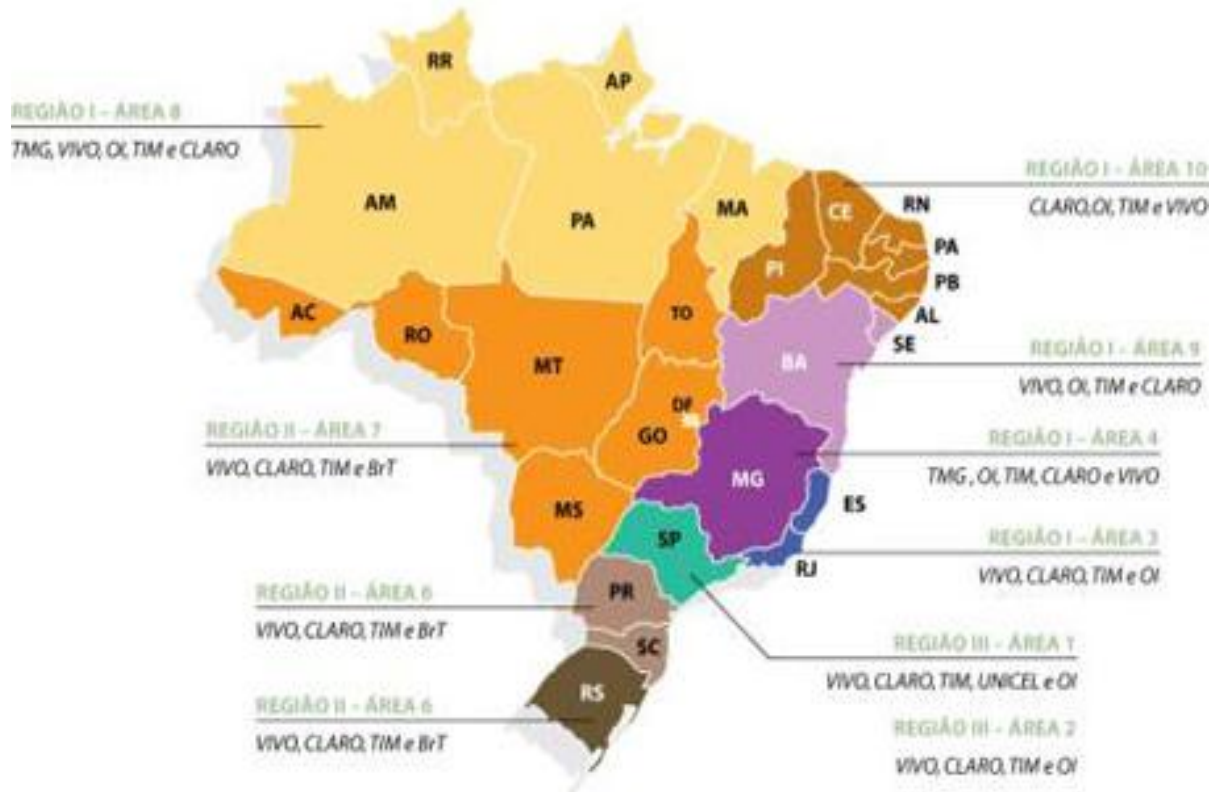 RR
AP
REGIÃO I - ÁREA 8
TMG, VIVO, OI, TIM e CLARO
REGIÃO I - ÁREA 10
CLARO,OI, TIM e VIVO
AM
PA
MA
CE
RN
PI
PA
PB
AL
SE
AC
RO
MT
TO
BA
REGIÃO I - ÁREA 9
VIVO, OI, TIM e CLARO
DF
GO
REGIÃO II - ÁREA 7
VIVO, CLARO, TIM e BrT
REGIÃO I - ÁREA 4
TMG , OI, TIM, CLARO e VIVO
MG
MS
ES
SP
REGIÃO I - ÁREA 3
VIVO, CLARO, TIM e OI
RJ
PR
REGIÃO II - ÁREA 6
VIVO, CLARO, TIM e BrT
SC
REGIÃO III - ÁREA 1
VIVO, CLARO, TIM, UNICEL e OI
RS
REGIÃO II - ÁREA 6
VIVO, CLARO, TIM e BrT
REGIÃO III - ÁREA 2
VIVO, CLARO, TIM e OI